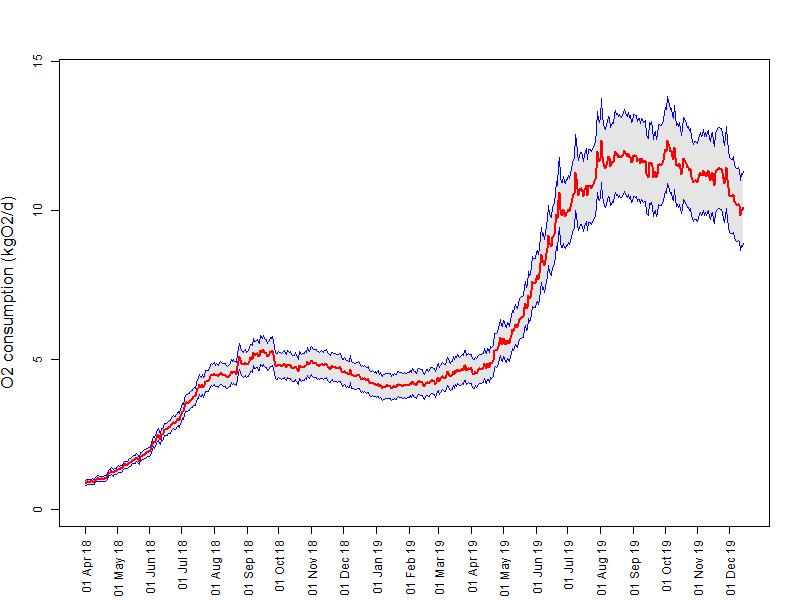 O2 consumption (kgO2/d)
15
10
5
0
01 Apr 18
01 May 18
01 Jun 18
01 Jul 18
01 Aug 18
01 Sep 18
01 Oct 18
01 Nov 18
01 Dec 18
01 Jan 19
01 Feb 19
01 Mar 19
01 Apr 19
01 May 19
01 Jun 19
01 Jul 19
01 Aug 19
01 Sep 19
01 Oct 19
01 Nov 19
01 Dec 19